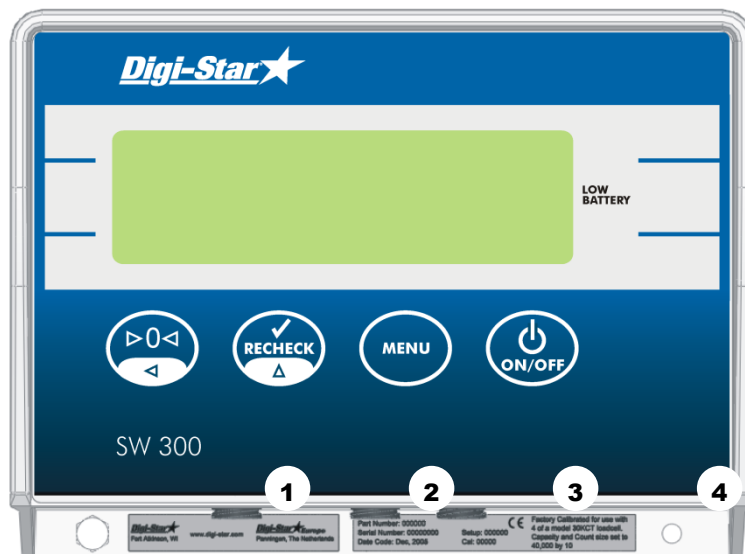 Digi-Star
LOW
BATTERY
0
RECHECK
MENU
ON/OFF
SW 300
1
2
3
4
Digi-Star
Fort Atkinson, WI
www.digi-star.com
Digi-Star Europe
Panningen, The Netherlands
Part Number: 000000
Serial Number: 00000000
Date Code: Dec, 2008
Setup: 000000
Cal: 00000
CE
Factory Calibrated for use with
4 of a model 30KCT loadcell.
Capacity and Count size set to
40,000 by 10